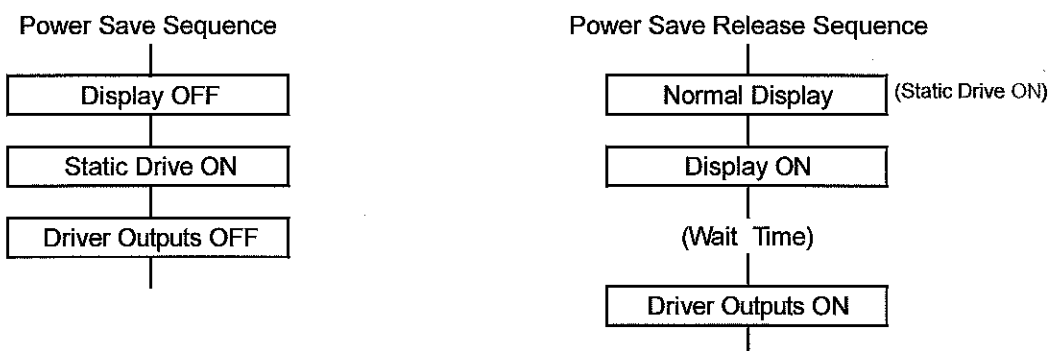 Power Save Sequence
Display OFF
Static Drive ON
Driver Outputs OFF
Power Save Release Sequence
Normal Display
(Static Drive ON)
Display ON
(Wait Time)
Driver Outputs ON